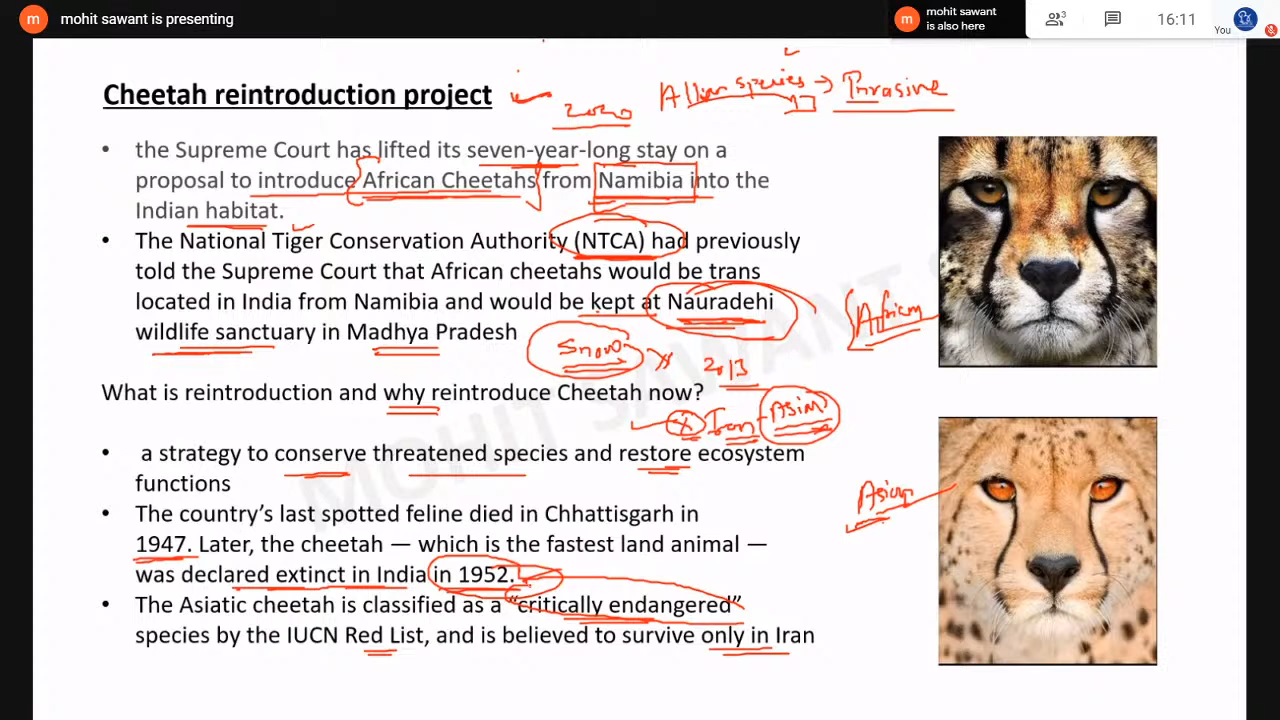 mohit sawant is presenting
mohit sawant
is also here
3
16:11
You
Cheetah reintroduction project
2020
Allian species → Invasive
the Supreme Court has lifted its seven-year-long stay on a
proposal to introduce African Cheetahs from Namibia into the
Indian habitat.
• The National Tiger Conservation Authority (NTCA) had previously
told the Supreme Court that African cheetahs would be trans
located in India from Namibia and would be kept at Nauradehi
wildlife sanctuary in Madhya Pradesh
African
2013
What is reintroduction and why reintroduce Cheetah now?
Iran - Asian
• a strategy to conserve threatened species and restore ecosystem
functions
Asian
• The country's last spotted feline died in Chhattisgarh in
1947. Later, the cheetah — which is the fastest land animal —
was declared extinct in India in 1952.
• The Asiatic cheetah is classified as a "critically endangered"
species by the IUCN Red List, and is believed to survive only in Iran
MOHIT SAWANT S